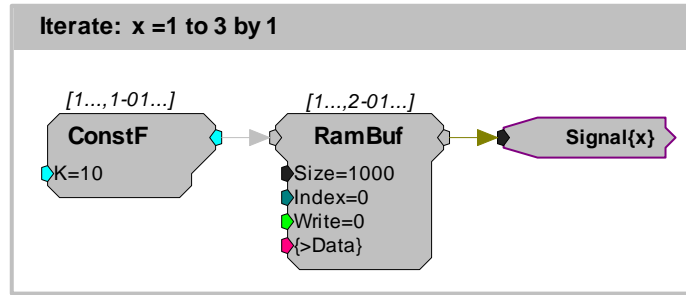 Iterate: x =1 to 3 by 1
[1...,1-01...]
ConstF
K=10
[1...,2-01...]
RamBuf
Size=1000
Index=0
Write=0
{>Data}
Signal{x}